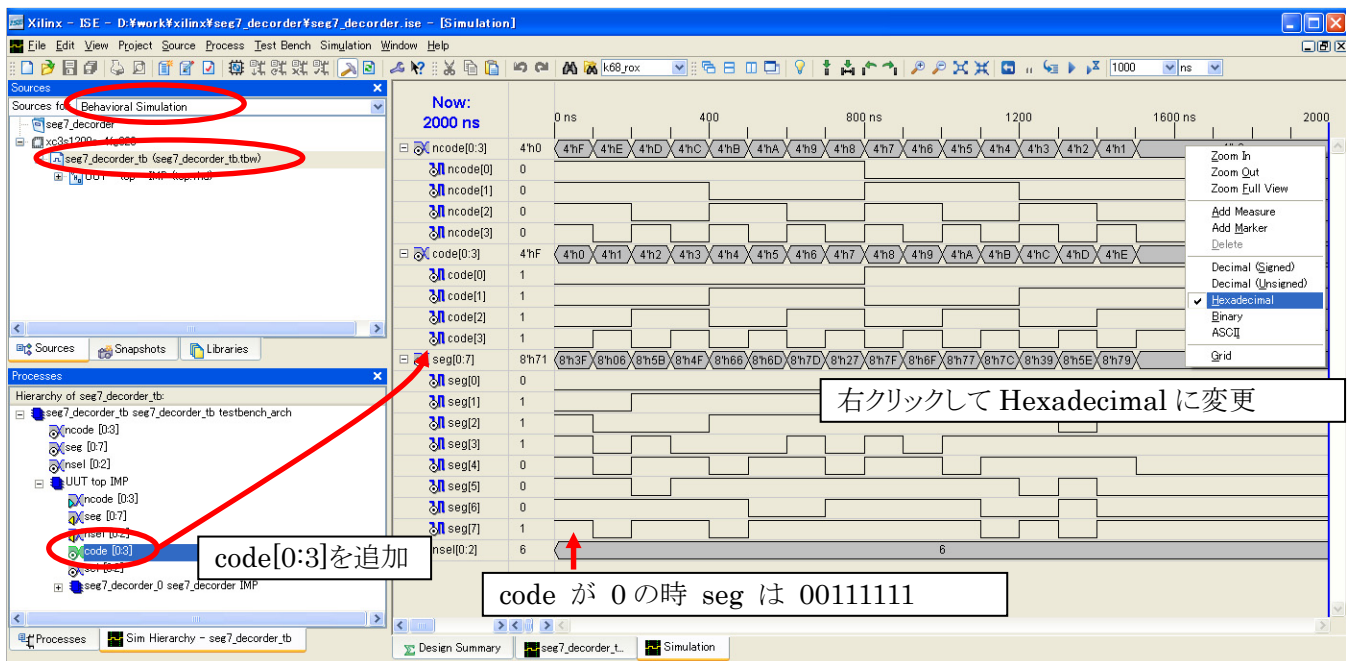 Xilinx - ISE - D:¥work¥xilinx¥seg7_decorder¥seg7_decorder.ise - [Simulation]
File Edit View Project Source Process Test Bench Simulation Window Help
k68_rox 1000 ns
Sources
Sources for: Behavioral Simulation
seg7_decorder
seg7_decorder_tb (seg7_decorder_tb.tbw)
UUT - top - IMP (top.vhd)
Sources Snapshots Libraries
Processes
Hierarchy of seg7_decorder_tb:
seg7_decorder_tb seg7_decorder_tb testbench_arch
ncode [0:3]
seg [0:7]
nsel [0:2]
UUT top IMP
ncode [0:3]
seg [0:7]
nsel [0:2]
code [0:3]
sel [0:2]
seg7_decorder_0 seg7_decorder IMP
Processes Sim Hierarchy - seg7_decorder_tb
code[0:3]を追加
Now:
2000 ns
0 ns 400 800 ns 1200 1600 ns 2000
ncode[0:3] 4'h0 4'hF 4'hE 4'hD 4'hC 4'hB 4'hA 4'h9 4'h8 4'h7 4'h6 4'h5 4'h4 4'h3 4'h2 4'h1
ncode[0] 0
ncode[1] 0
ncode[2] 0
ncode[3] 0
code[0:3] 4'hF 4'h0 4'h1 4'h2 4'h3 4'h4 4'h5 4'h6 4'h7 4'h8 4'h9 4'hA 4'hB 4'hC 4'hD 4'hE
code[0] 1
code[1] 1
code[2] 1
code[3] 1
seg[0:7] 8'h71 8'h3F 8'h06 8'h5B 8'h4F 8'h66 8'h6D 8'h7D 8'h27 8'h7F 8'h6F 8'h77 8'h7C 8'h39 8'h5E 8'h79
seg[0] 0
seg[1] 1
seg[2] 1
seg[3] 1
seg[4] 0
seg[5] 0
seg[6] 0
seg[7] 1
nsel[0:2] 6 6
Zoom In
Zoom Out
Zoom Full View
Add Measure
Add Marker
Delete
Decimal (Signed)
Decimal (Unsigned)
Hexadecimal
Binary
ASCII
Grid
右クリックして Hexadecimal に変更
code が 0 の時 seg は 00111111
Design Summary seg7_decorder_t... Simulation